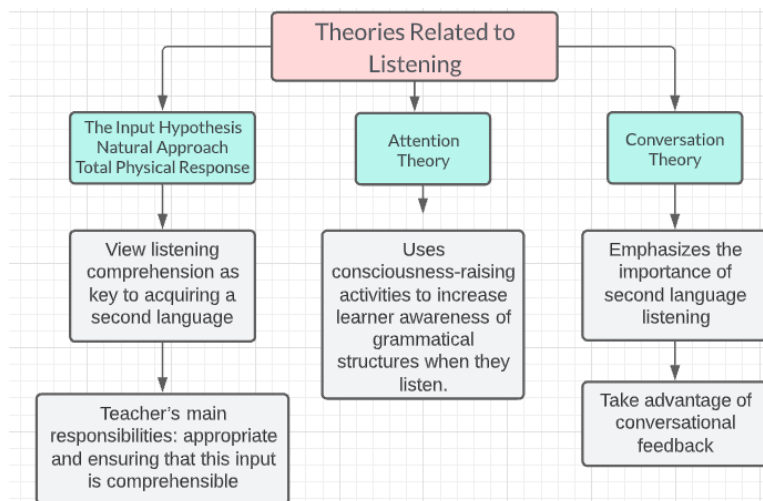 Theories Related to
Listening
The Input Hypothesis
Natural Approach
Total Physical Response
View listening
comprehension as
key to acquiring a
second language
Teacher's main
responsibilities: appropriate
and ensuring that this input
is comprehensible
Attention
Theory
Uses
consciousness-raising
activities to increase
learner awareness of
grammatical
structures when they
listen.
Conversation
Theory
Emphasizes the
importance of
second language
listening
Take advantage of
conversational
feedback